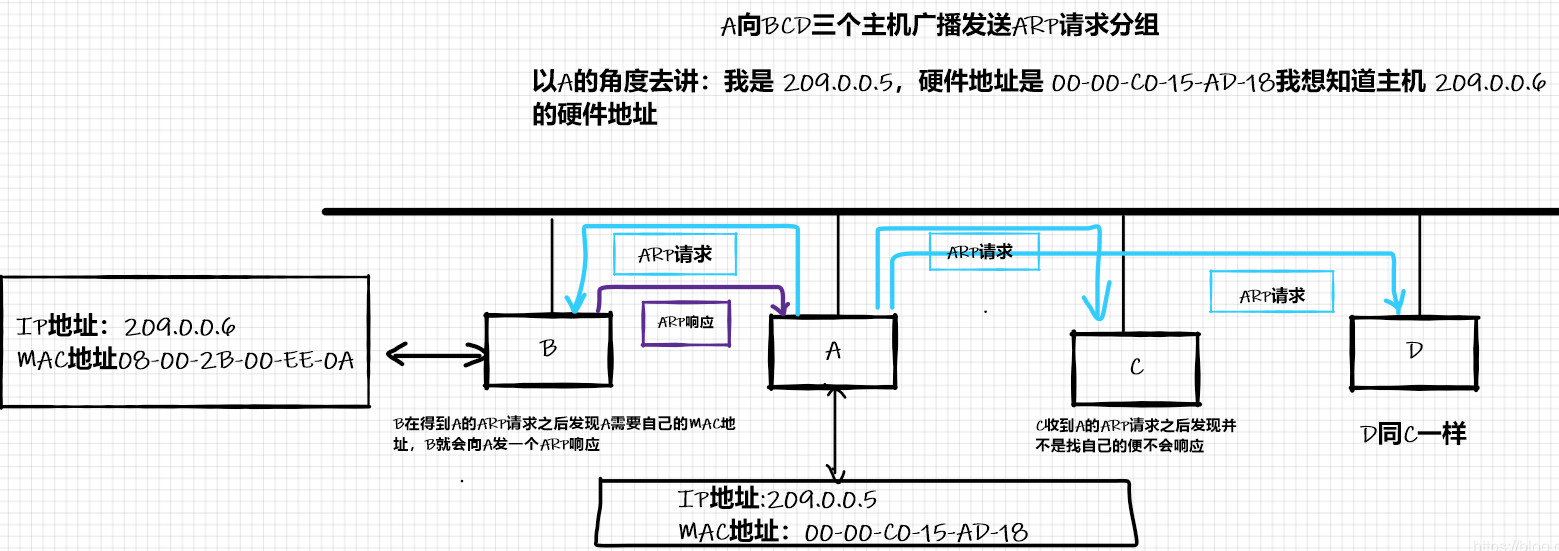 A向BCD三个主机广播发送ARP请求分组
以A的角度去讲：我是 209.0.0.5，硬件地址是 00-00-C0-15-AD-18我想知道主机 209.0.0.6
的硬件地址
ARP请求
ARP请求
ARP请求
ARP响应
IP地址：209.0.0.6
MAC地址08-00-2B-00-EE-0A
B
A
C
D
B在得到A的ARP请求之后发现A需要自己的MAC地
址，B就会向A发一个ARP响应
C收到A的ARP请求之后发现并
不是找自己的便不会响应
D同C一样
IP地址:209.0.0.5
MAC地址：00-00-C0-15-AD-18